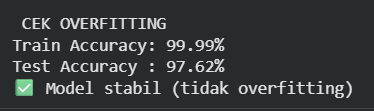 CEK OVERFITTING
Train Accuracy: 99.99%
Test Accuracy : 97.62%
✅ Model stabil (tidak overfitting)